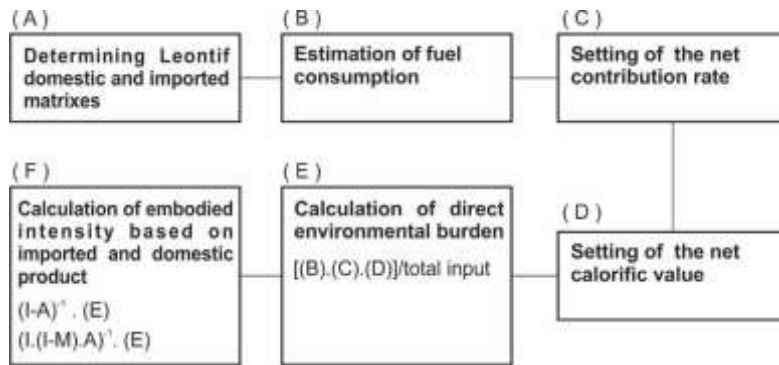 ( A )
Determining Leontif
domestic and imported
matrixes
( B )
Estimation of fuel
consumption
( C )
Setting of the net
contribution rate
( D )
Setting of the net
calorific value
( E )
Calculation of direct
environmental burden
[(B).(C).(D)]/total input
( F )
Calculation of embodied
intensity based on
imported and domestic
product
(I-A)⁻¹ . (E)
(I.(I-M).A)⁻¹. (E)